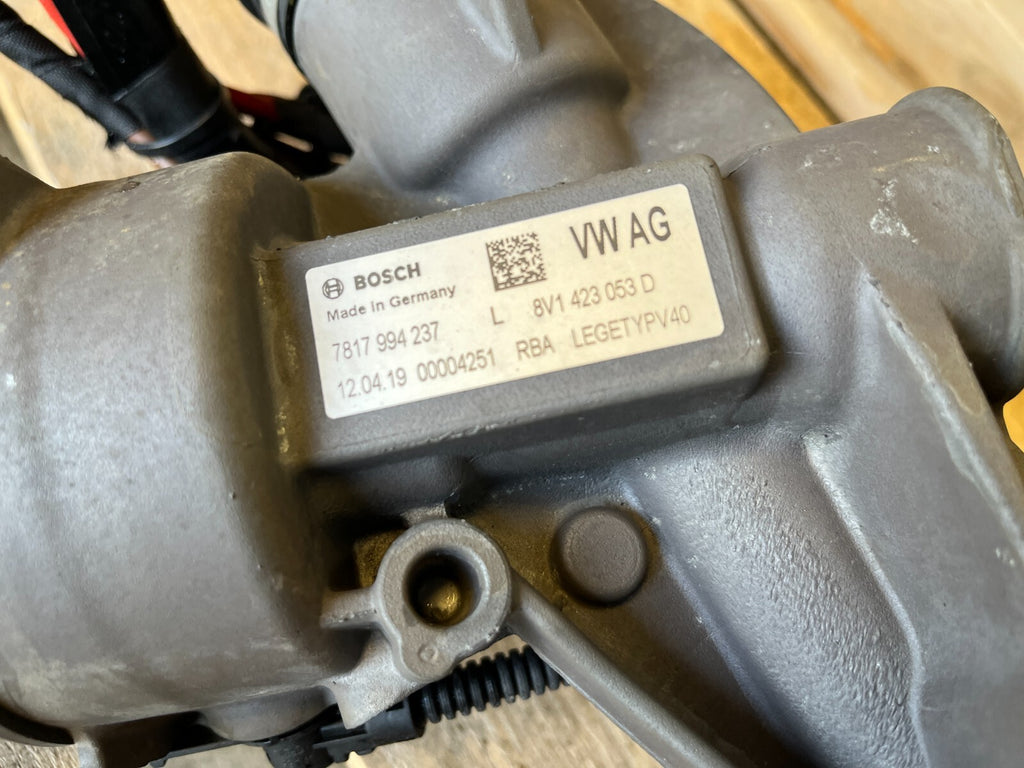 BOSCH VW AG
Made in Germany
7817 994 237 L 8V1 423 053 D
12.04.19 00004251 RBA LEGETYPV40